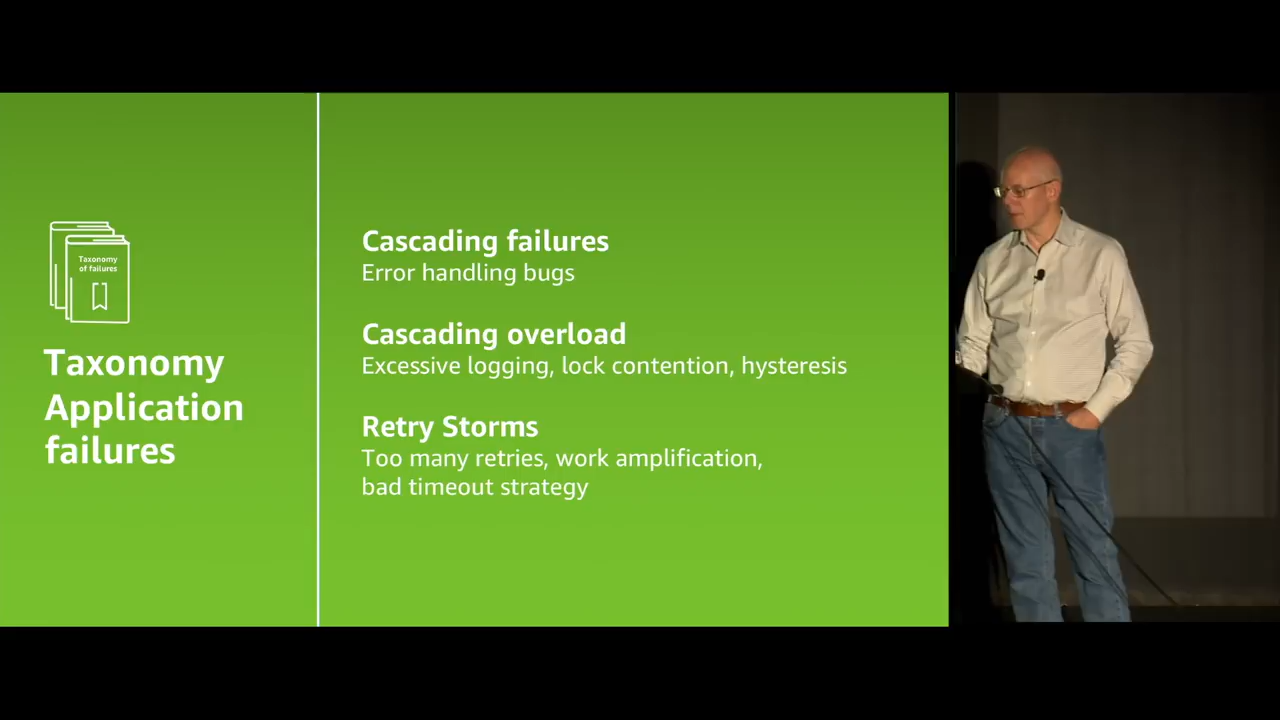 Taxonomy
of failures
Taxonomy
Application
failures
Cascading failures
Error handling bugs
Cascading overload
Excessive logging, lock contention, hysteresis
Retry Storms
Too many retries, work amplification,
bad timeout strategy